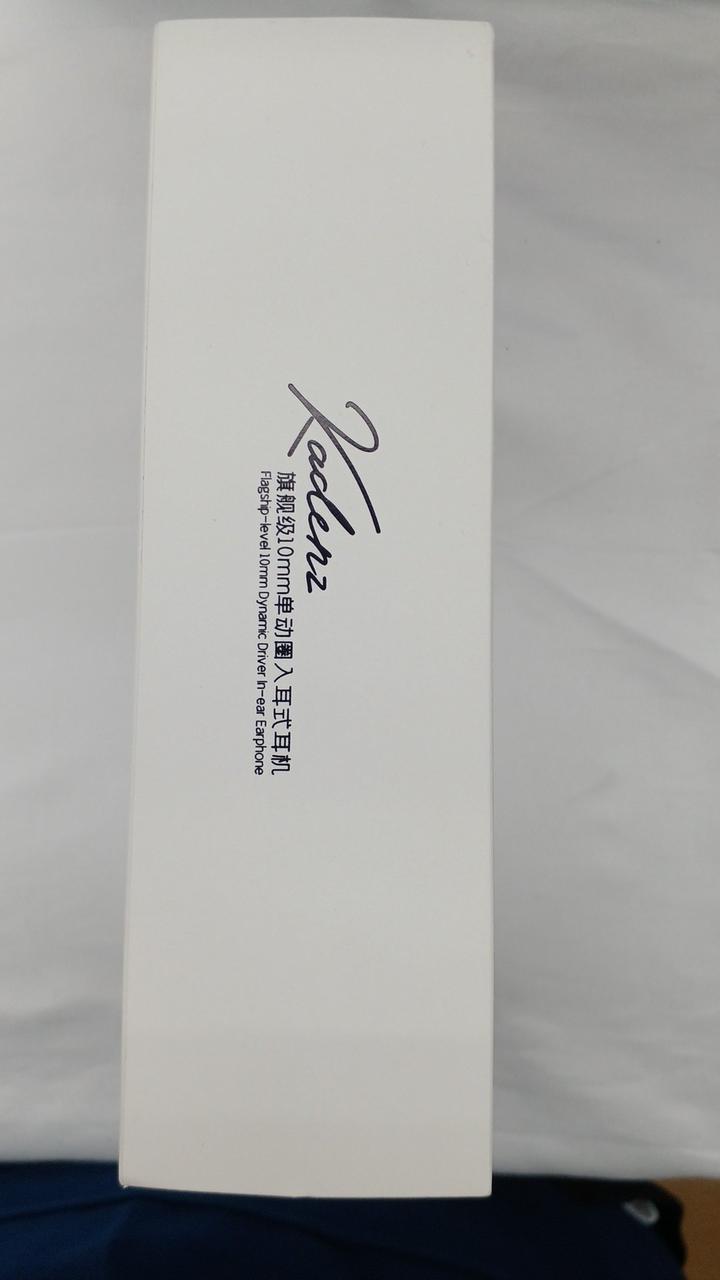 Kadenz
旗舰级10mm单动圈入耳式耳机
Flagship-level 10mm Dynamic Driver In-ear Earphone